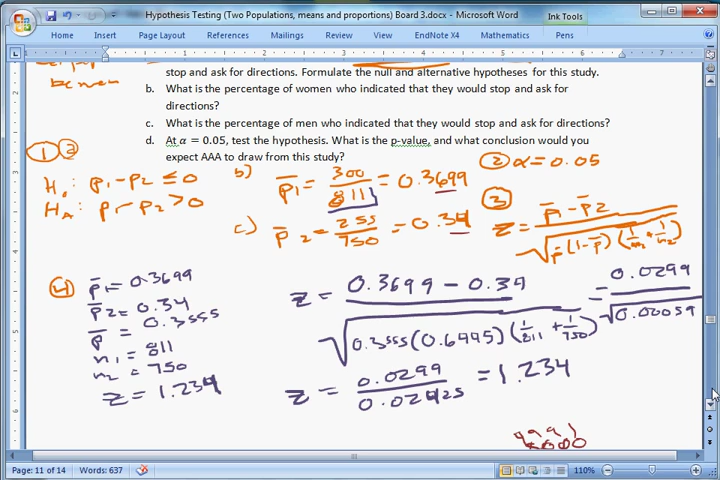 Hypothesis Testing (Two Populations, means and proportions) Board 3.docx - Microsoft Word
Ink Tools
Home Insert Page Layout References Mailings Review View EndNote X4 Mathematics Pens
between
stop and ask for directions. Formulate the null and alternative hypotheses for this study.
b. What is the percentage of women who indicated that they would stop and ask for
directions?
c. What is the percentage of men who indicated that they would stop and ask for directions?
d. At α = 0.05, test the hypothesis. What is the p-value, and what conclusion would you
expect AAA to draw from this study?
① ②
H₀: p₁-p₂ ≤ 0
H_A: p₁-p₂ > 0
b) p̄₁ = 300/811 = 0.3699
c) p̄₂ = 255/750 = 0.34
② α = 0.05
③
z = (p̄₁ - p̄₂)/√(p̄(1-p̄)(1/n₁ + 1/n₂))
④ p̄₁ = 0.3699
p̄₂ = 0.34
p̄ = 0.3555
n₁ = 811
n₂ = 750
z = 1.234
z = (0.3699 - 0.34)/√(0.3555(0.6445)(1/811 + 1/750)) = 0.0299/√0.00059
z = 0.0299/0.02425 = 1.234
Page: 11 of 14 Words: 637 110%